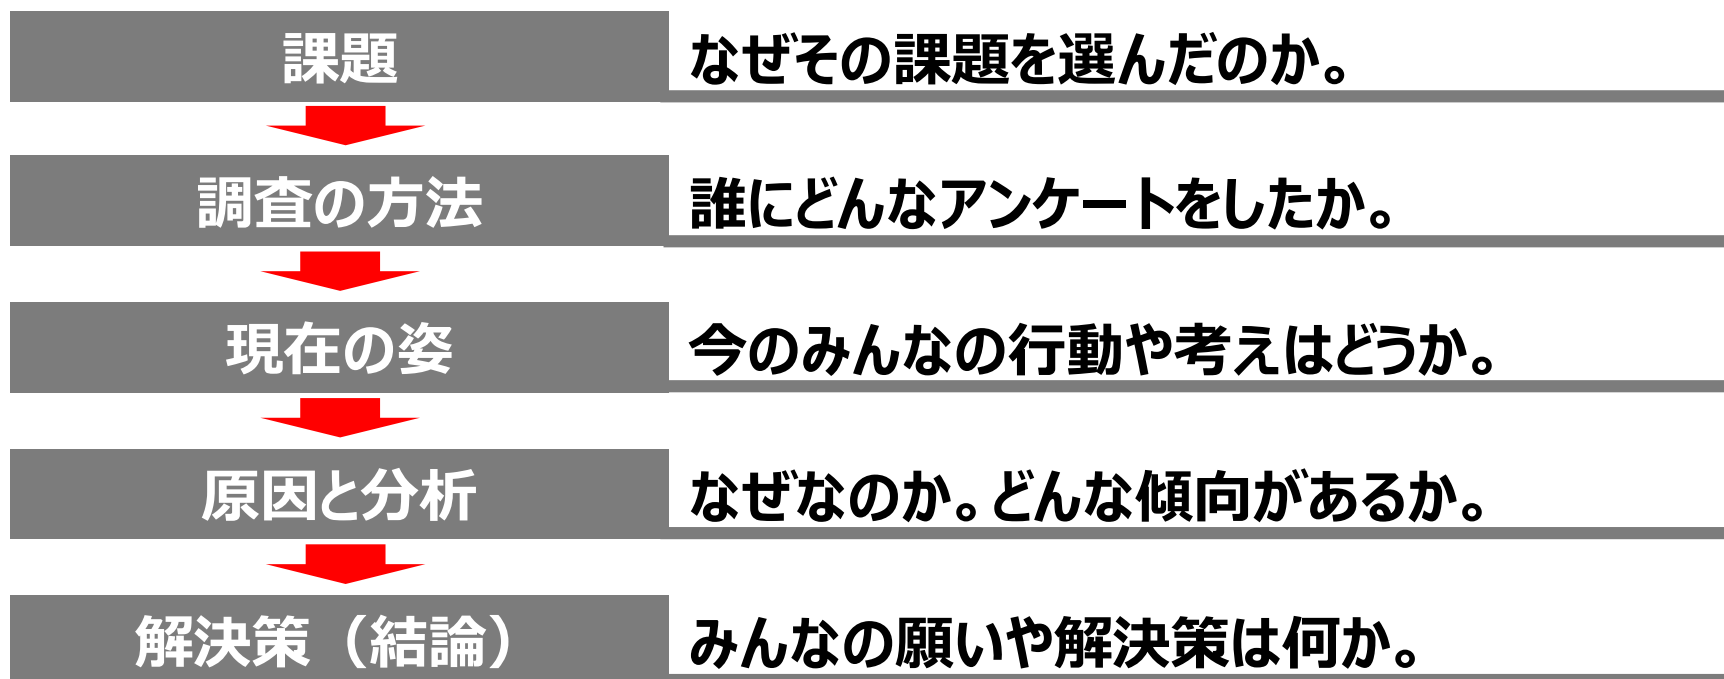 課題
なぜその課題を選んだのか。
調査の方法
誰にどんなアンケートをしたか。
現在の姿
今のみんなの行動や考えはどうか。
原因と分析
なぜなのか。どんな傾向があるか。
解決策（結論）
みんなの願いや解決策は何か。